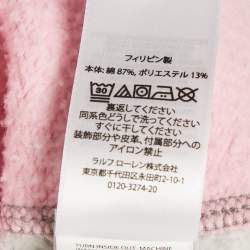 フィリピン製
本体: 綿 87%, ポリエステル 13%
裏返してください
同系色どうしで洗ってください
すぐに干してください
装飾部分や皮革、付属部分への
アイロン禁止
ラルフ ローレン株式会社
東京都千代田区永田町2-10-1
0120-3274-20
TURN INSIDE OUT. MACHINE